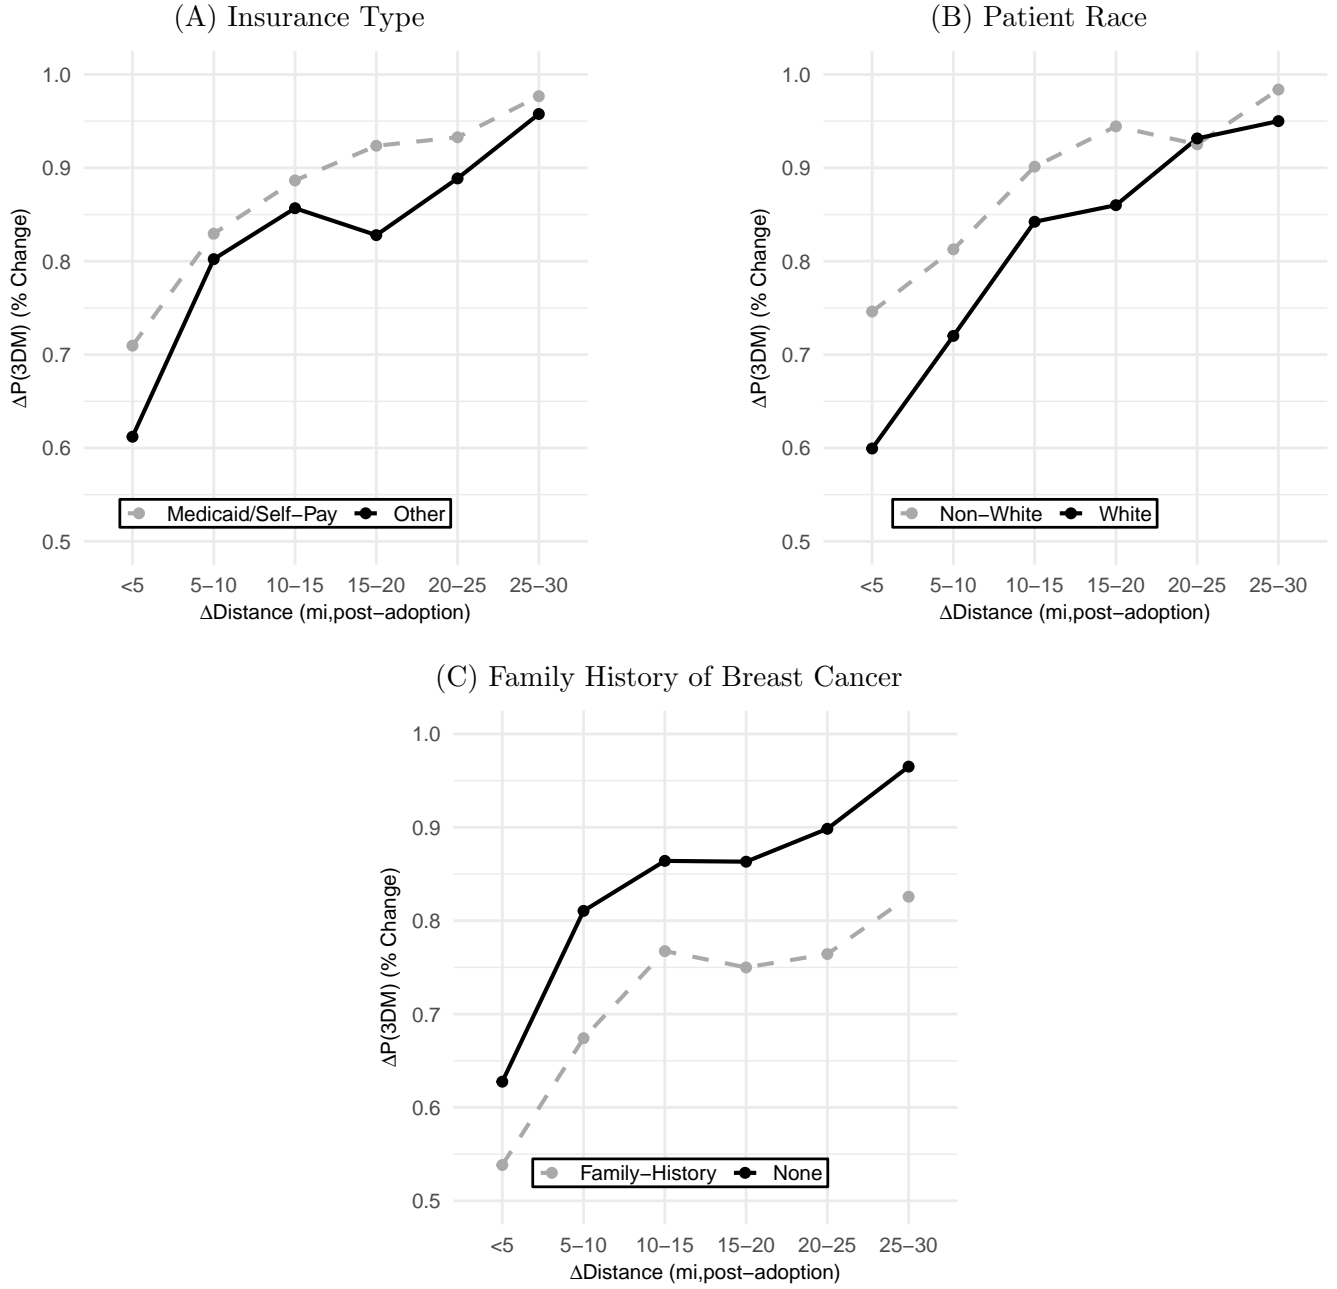 (A) Insurance Type
ΔP(3DM) (% Change)
1.0
0.9
0.8
0.7
0.6
0.5
Medicaid/Self−Pay Other
<5 5−10 10−15 15−20 20−25 25−30
ΔDistance (mi,post−adoption)
(B) Patient Race
ΔP(3DM) (% Change)
1.0
0.9
0.8
0.7
0.6
0.5
Non−White White
<5 5−10 10−15 15−20 20−25 25−30
ΔDistance (mi,post−adoption)
(C) Family History of Breast Cancer
ΔP(3DM) (% Change)
1.0
0.9
0.8
0.7
0.6
0.5
Family−History None
<5 5−10 10−15 15−20 20−25 25−30
ΔDistance (mi,post−adoption)